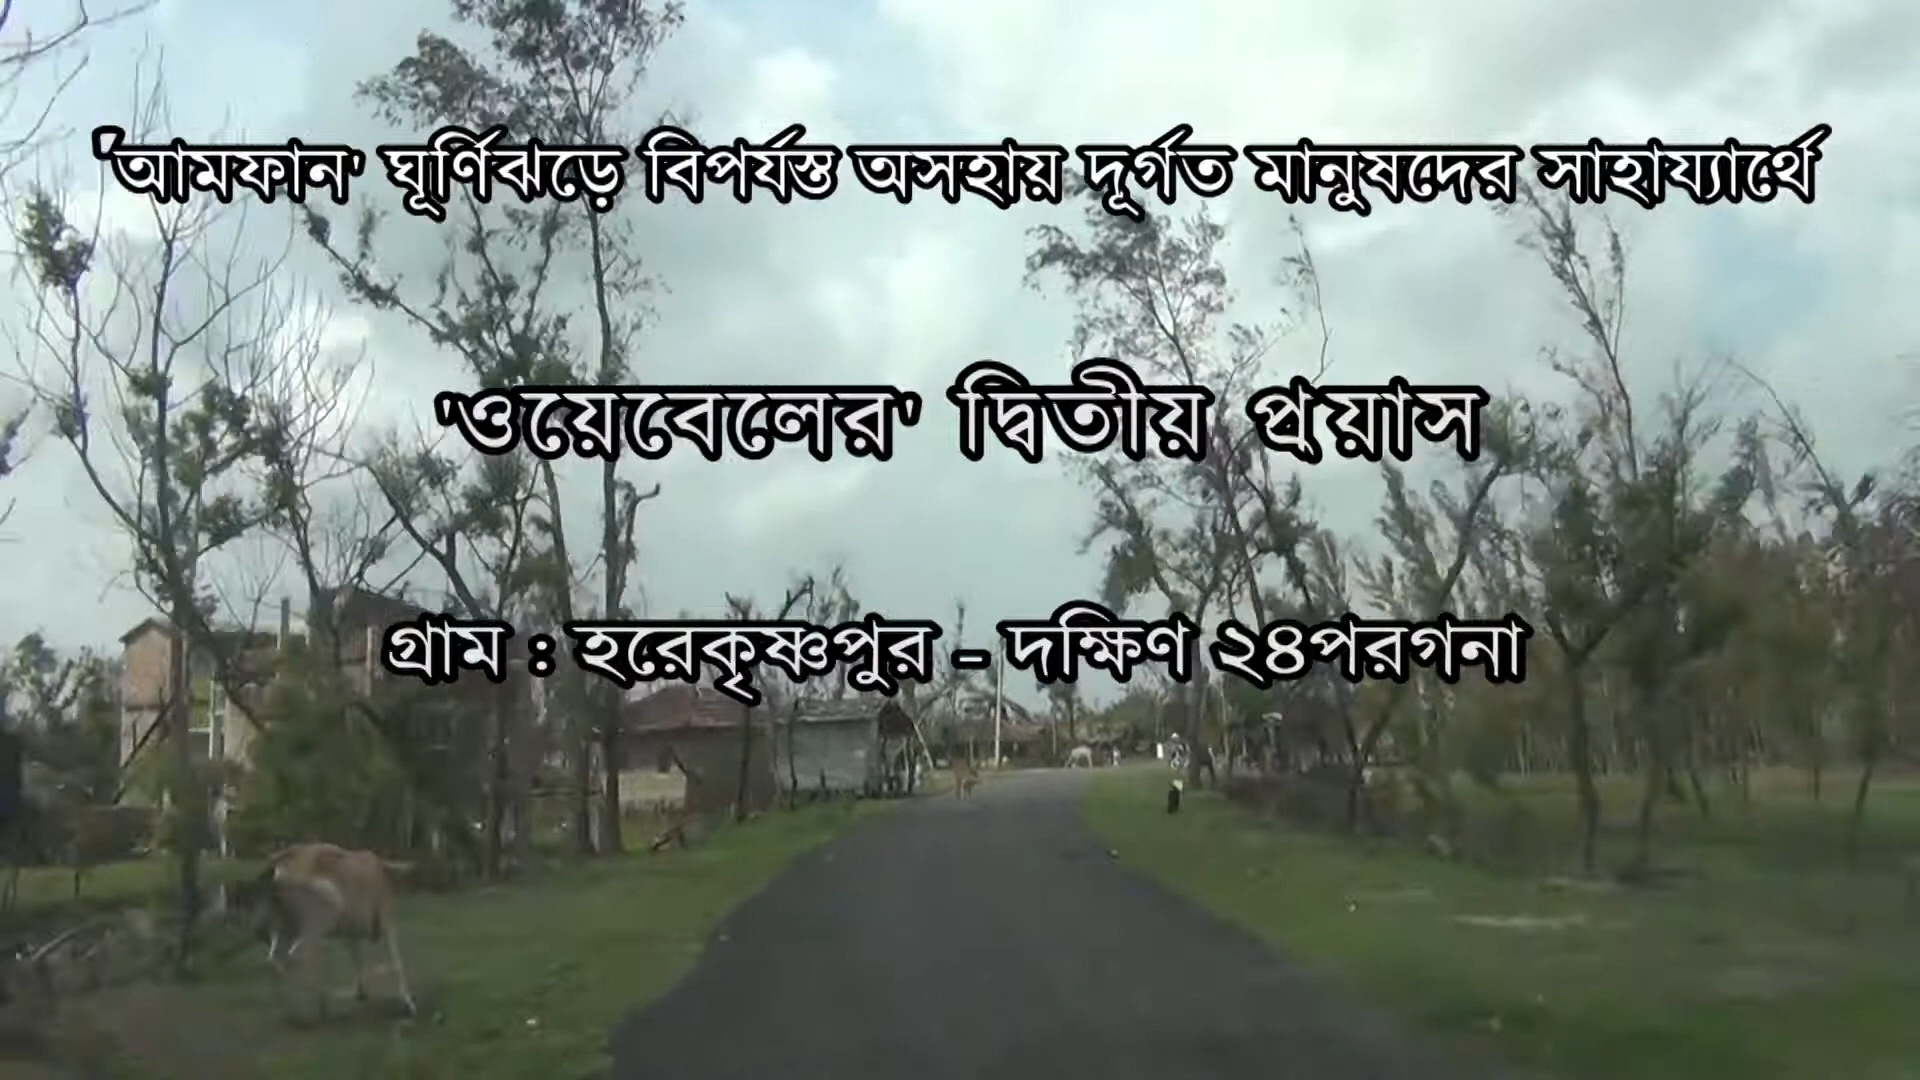 'আমফান' ঘূর্ণিঝড়ে বিপর্যস্ত অসহায় দূর্গত মানুষদের সাহায্যার্থে
'ওয়েবেলের' দ্বিতীয় প্রয়াস
গ্রাম : হরেকৃষ্ণপুর - দক্ষিণ ২৪পরগনা